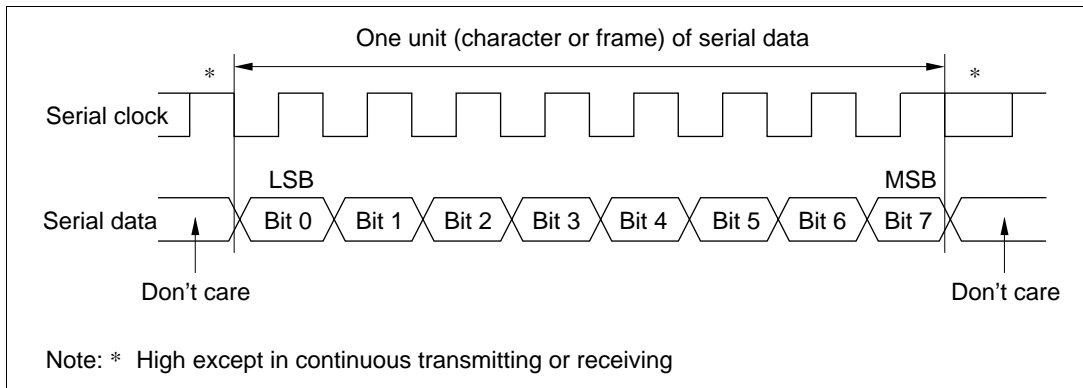 One unit (character or frame) of serial data
* *
Serial clock
LSB MSB
Serial data Bit 0 Bit 1 Bit 2 Bit 3 Bit 4 Bit 5 Bit 6 Bit 7
Don’t care Don’t care
Note: * High except in continuous transmitting or receiving